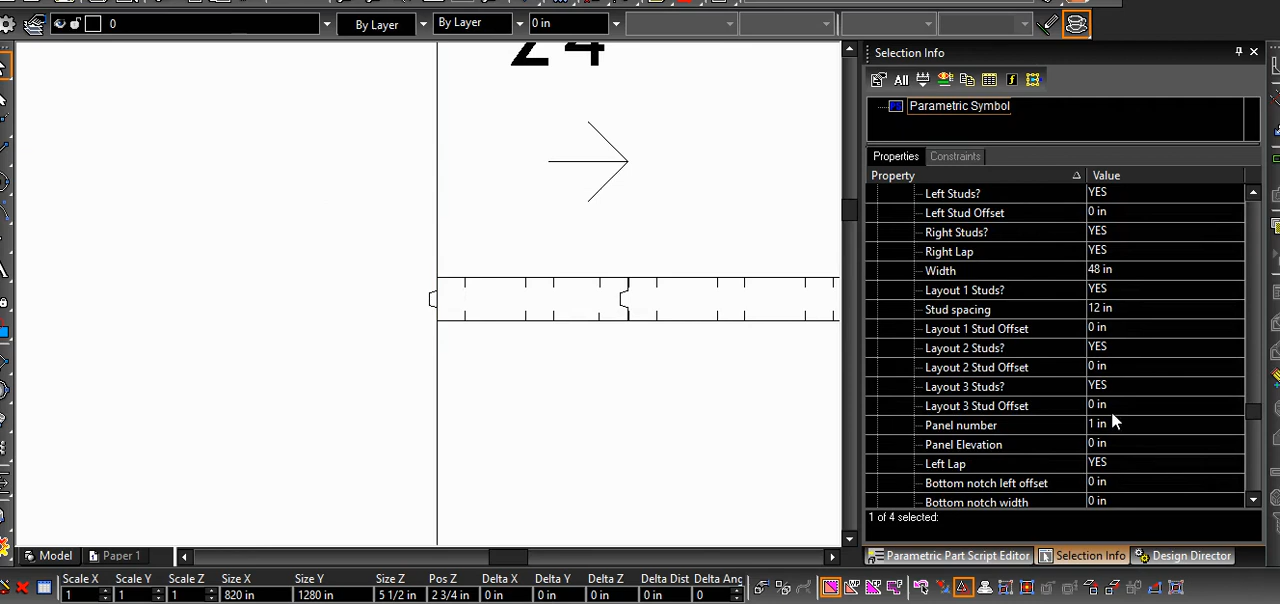 0
By Layer
By Layer
0 in
24
Selection Info
All
Parametric Symbol
Properties
Constraints
Property
Value
Left Studs?
YES
Left Stud Offset
0 in
Right Studs?
YES
Right Lap
YES
Width
48 in
Layout 1 Studs?
YES
Stud spacing
12 in
Layout 1 Stud Offset
0 in
Layout 2 Studs?
YES
Layout 2 Stud Offset
0 in
Layout 3 Studs?
YES
Layout 3 Stud Offset
0 in
Panel number
1 in
Panel Elevation
0 in
Left Lap
YES
Bottom notch left offset
0 in
Bottom notch width
0 in
1 of 4 selected:
Model
Paper 1
Parametric Part Script Editor
Selection Info
Design Director
Scale X
Scale Y
Scale Z
Size X
Size Y
Size Z
Pos Z
Delta X
Delta Y
Delta Z
Delta Dist
Delta Ang
1
1
1
820 in
1280 in
5 1/2 in
2 3/4 in
0 in
0 in
0 in
0 in
0